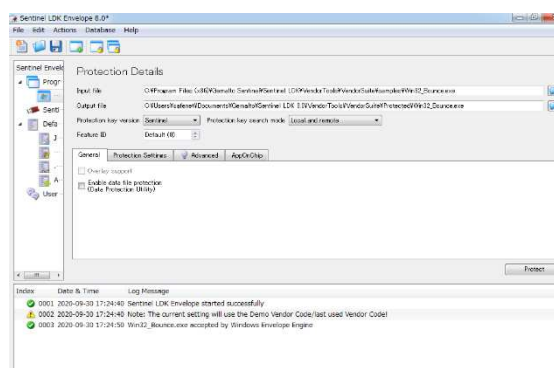 Sentinel LDK Envelope 8.0*
File Edit Actions Database Help
Sentinel Envel
Progr
Senti
Defa
J
A
User
Protection Details
Input file C:¥Program Files (x86)¥Gemalto Sentinel¥Sentinel LDK¥VendorTools¥VendorSuite¥samples¥Win32_Bounce.exe
Output file C:¥Users¥safenet¥Documents¥Gemalto¥Sentinel LDK 8.0¥VendorTools¥VendorSuite¥Protected¥Win32_Bounce.exe
Protection key version Sentinel Protection key search mode Local and remote
Feature ID Default (0)
General Protection Settings Advanced AppOnChip
Overlay support
Enable data file protection
(Data Protection Utility)
Protect
Index Date & Time Log Message
0001 2020-09-30 17:24:40 Sentinel LDK Envelope started successfully
0002 2020-09-30 17:24:40 Note: The current setting will use the Demo Vendor Code/last used Vendor Code!
0003 2020-09-30 17:24:50 Win32_Bounce.exe accepted by Windows Envelope Engine